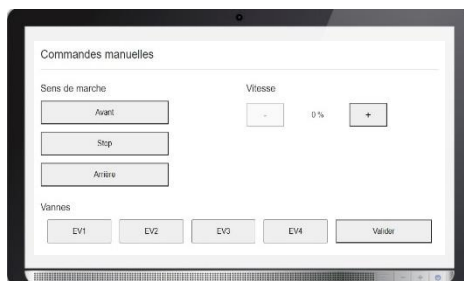 Commandes manuelles
Sens de marche
Vitesse
Avant
- 0 % +
Stop
Arrière
Vannes
EV1 EV2 EV3 EV4 Valider